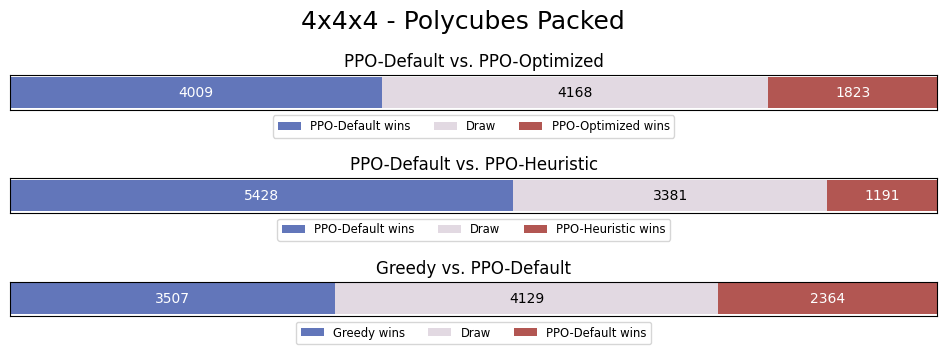 4x4x4 - Polycubes Packed
PPO-Default vs. PPO-Optimized
4009 4168 1823
PPO-Default wins Draw PPO-Optimized wins
PPO-Default vs. PPO-Heuristic
5428 3381 1191
PPO-Default wins Draw PPO-Heuristic wins
Greedy vs. PPO-Default
3507 4129 2364
Greedy wins Draw PPO-Default wins